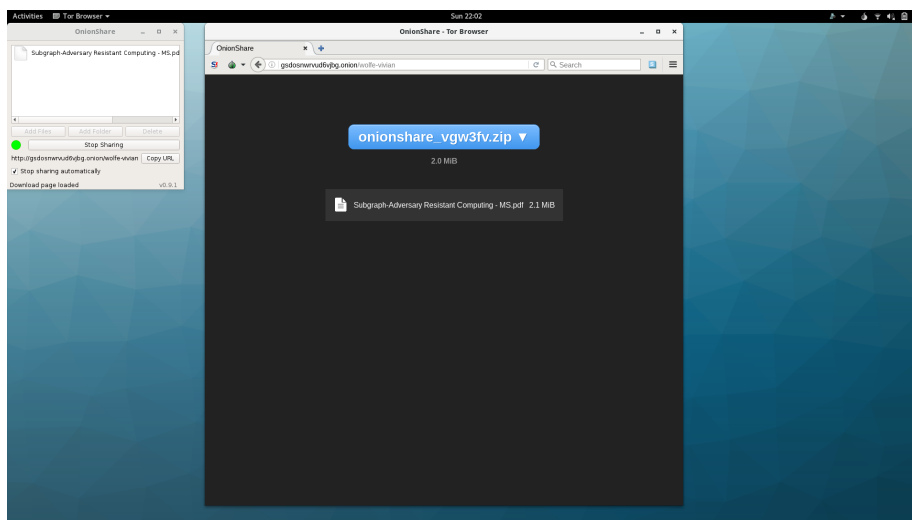 Activities Tor Browser Sun 22:02
OnionShare
Subgraph-Adversary Resistant Computing - MS.pd
Add Files Add Folder Delete
Stop Sharing
http://gsdosnwrvud6vjbg.onion/wolfe-vivian Copy URL
Stop sharing automatically
Download page loaded v0.9.1
OnionShare - Tor Browser
OnionShare
gsdosnwrvud6vjbg.onion/wolfe-vivian Search
onionshare_vgw3fv.zip ▼
2.0 MiB
Subgraph-Adversary Resistant Computing - MS.pdf 2.1 MiB